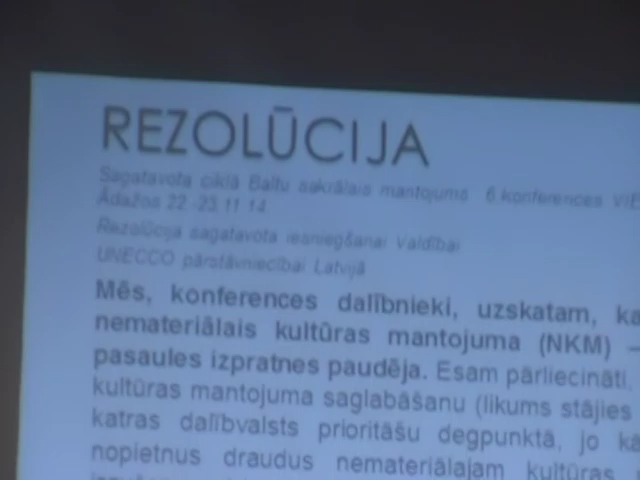 REZOLŪCIJA
Sagatavota ciklā Baltu sakrālais mantojums 6.konferences
Ādažos 22.-23.11.14
Rezolūcija sagatavota iesniegšanai Valdībai
UNECCO pārstāvniecībai Latvijā
Mēs, konferences dalībnieki, uzskatam, ka
nemateriālais kultūras mantojuma (NKM) –
pasaules izpratnes paudēja. Esam pārliecināti,
kultūras mantojuma saglabāšanu (likums stājies
katras dalībvalsts prioritāšu degpunktā, jo
nopietnus draudus nemateriālajam kultūras